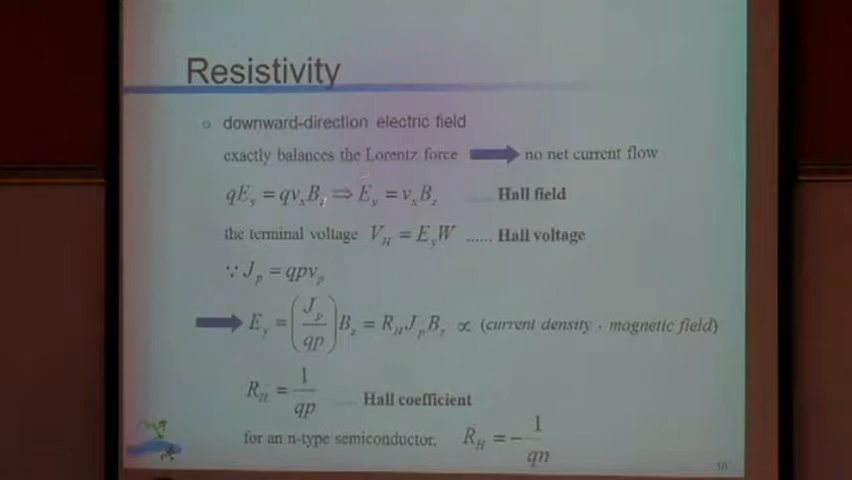 Resistivity
downward-direction electric field
exactly balances the Lorentz force no net current flow
qE_y = qv_xB_z ⇒ E_y = v_xB_z ...... Hall field
the terminal voltage V_H = E_yW ...... Hall voltage
∵ J_p = qpv_p
E_y = (J_p/qp) B_z = R_H J_p B_z ∝ (current density · magnetic field)
R_H = 1/qp ...... Hall coefficient
for an n-type semiconductor, R_H = −1/qn
16